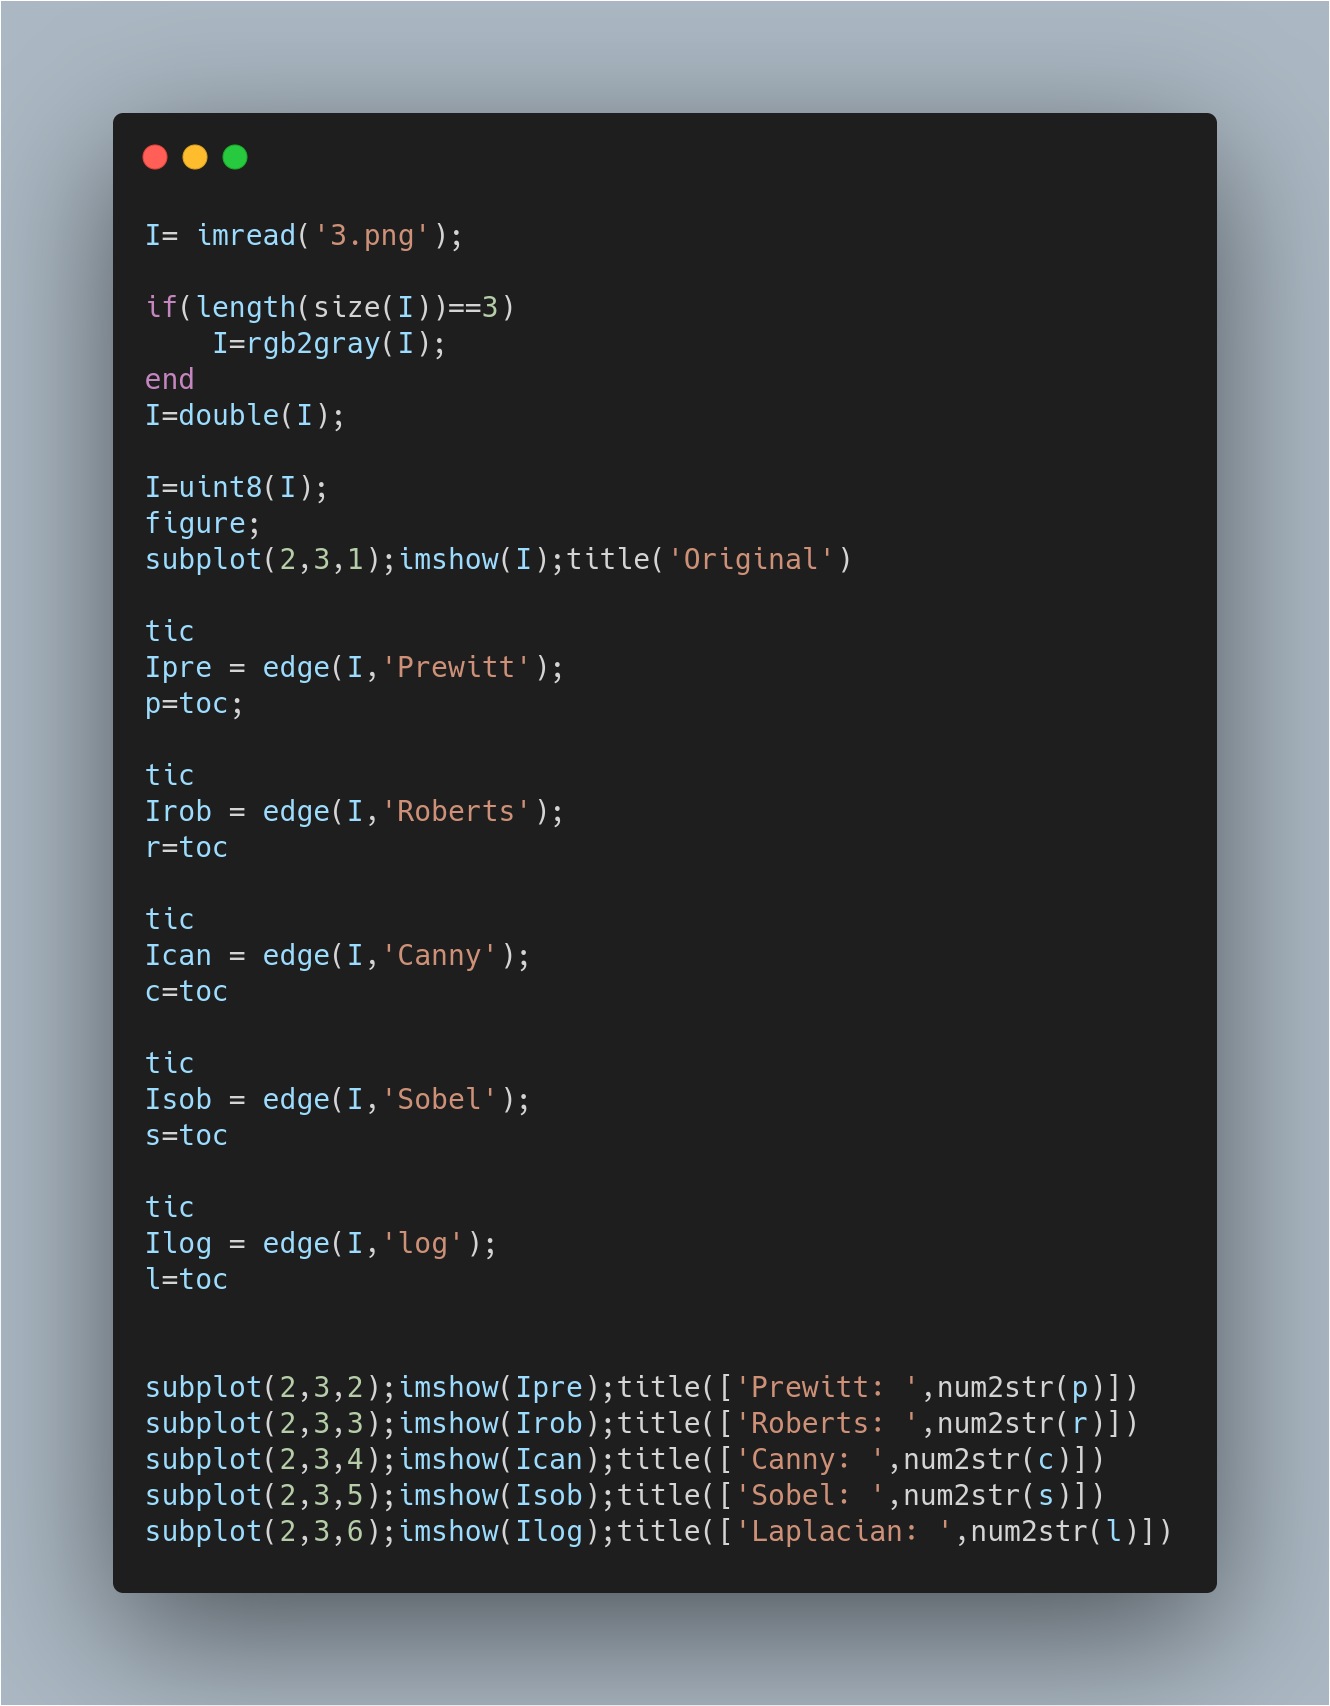 I= imread('3.png');
if(length(size(I))==3)
    I=rgb2gray(I);
end
I=double(I);
I=uint8(I);
figure;
subplot(2,3,1);imshow(I);title('Original')
tic
Ipre = edge(I,'Prewitt');
p=toc;
tic
Irob = edge(I,'Roberts');
r=toc
tic
Ican = edge(I,'Canny');
c=toc
tic
Isob = edge(I,'Sobel');
s=toc
tic
Ilog = edge(I,'log');
l=toc
subplot(2,3,2);imshow(Ipre);title(['Prewitt: ',num2str(p)])
subplot(2,3,3);imshow(Irob);title(['Roberts: ',num2str(r)])
subplot(2,3,4);imshow(Ican);title(['Canny: ',num2str(c)])
subplot(2,3,5);imshow(Isob);title(['Sobel: ',num2str(s)])
subplot(2,3,6);imshow(Ilog);title(['Laplacian: ',num2str(l)])